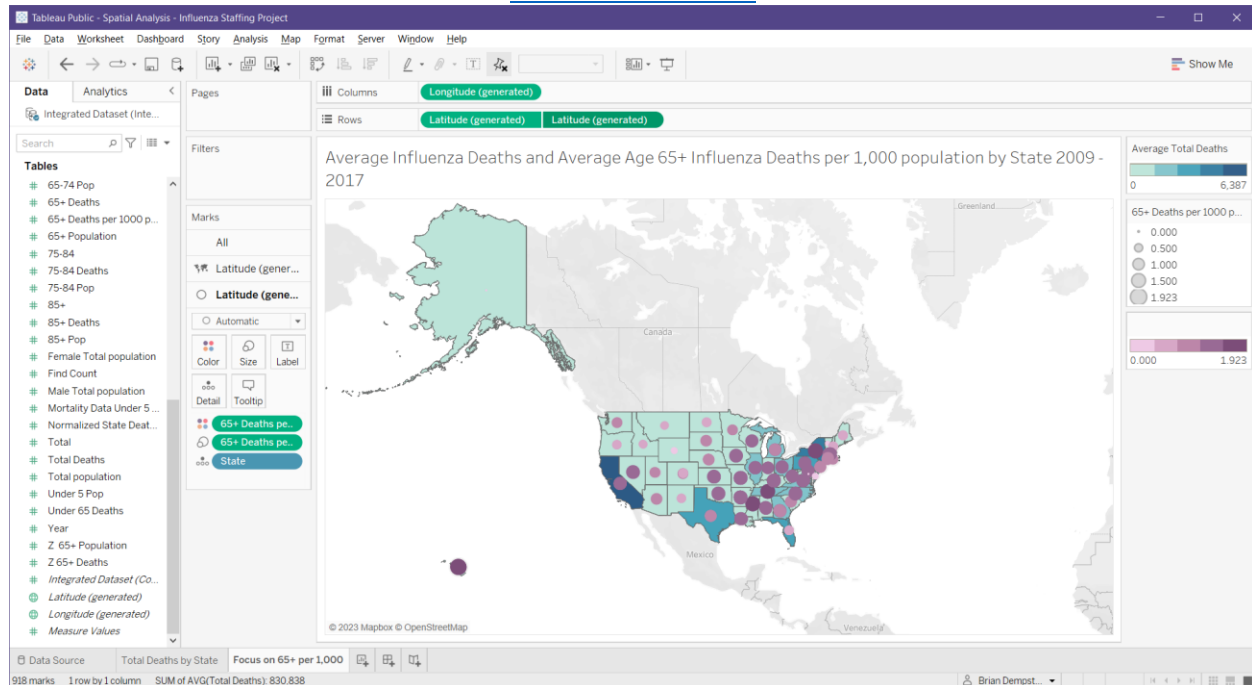 Tableau Public - Spatial Analysis - Influenza Staffing Project
File Data Worksheet Dashboard Story Analysis Map Format Server Window Help
Show Me
Data Analytics
Integrated Dataset (Inte...
Search
Tables
65-74 Pop
65+ Deaths
65+ Deaths per 1000 p...
65+ Population
75-84
75-84 Deaths
75-84 Pop
85+
85+ Deaths
85+ Pop
Female Total population
Find Count
Male Total population
Mortality Data Under 5 ...
Normalized State Deat...
Total
Total Deaths
Total population
Under 5 Pop
Under 65 Deaths
Year
Z 65+ Population
Z 65+ Deaths
Integrated Dataset (Co...
Latitude (generated)
Longitude (generated)
Measure Values
Pages
Filters
Marks
All
Latitude (gener...
Latitude (gene...
Automatic
Color Size Label
Detail Tooltip
65+ Deaths pe..
65+ Deaths pe..
State
Columns Longitude (generated)
Rows Latitude (generated) Latitude (generated)
Average Influenza Deaths and Average Age 65+ Influenza Deaths per 1,000 population by State 2009 -
2017
Greenland
Canada
Mexico
Venezuela
© 2023 Mapbox © OpenStreetMap
Average Total Deaths
0 6,387
65+ Deaths per 1000 p...
0.000
0.500
1.000
1.500
1.923
0.000 1.923
Data Source Total Deaths by State Focus on 65+ per 1,000
918 marks 1 row by 1 column SUM of AVG(Total Deaths): 830,838
Brian Dempst...